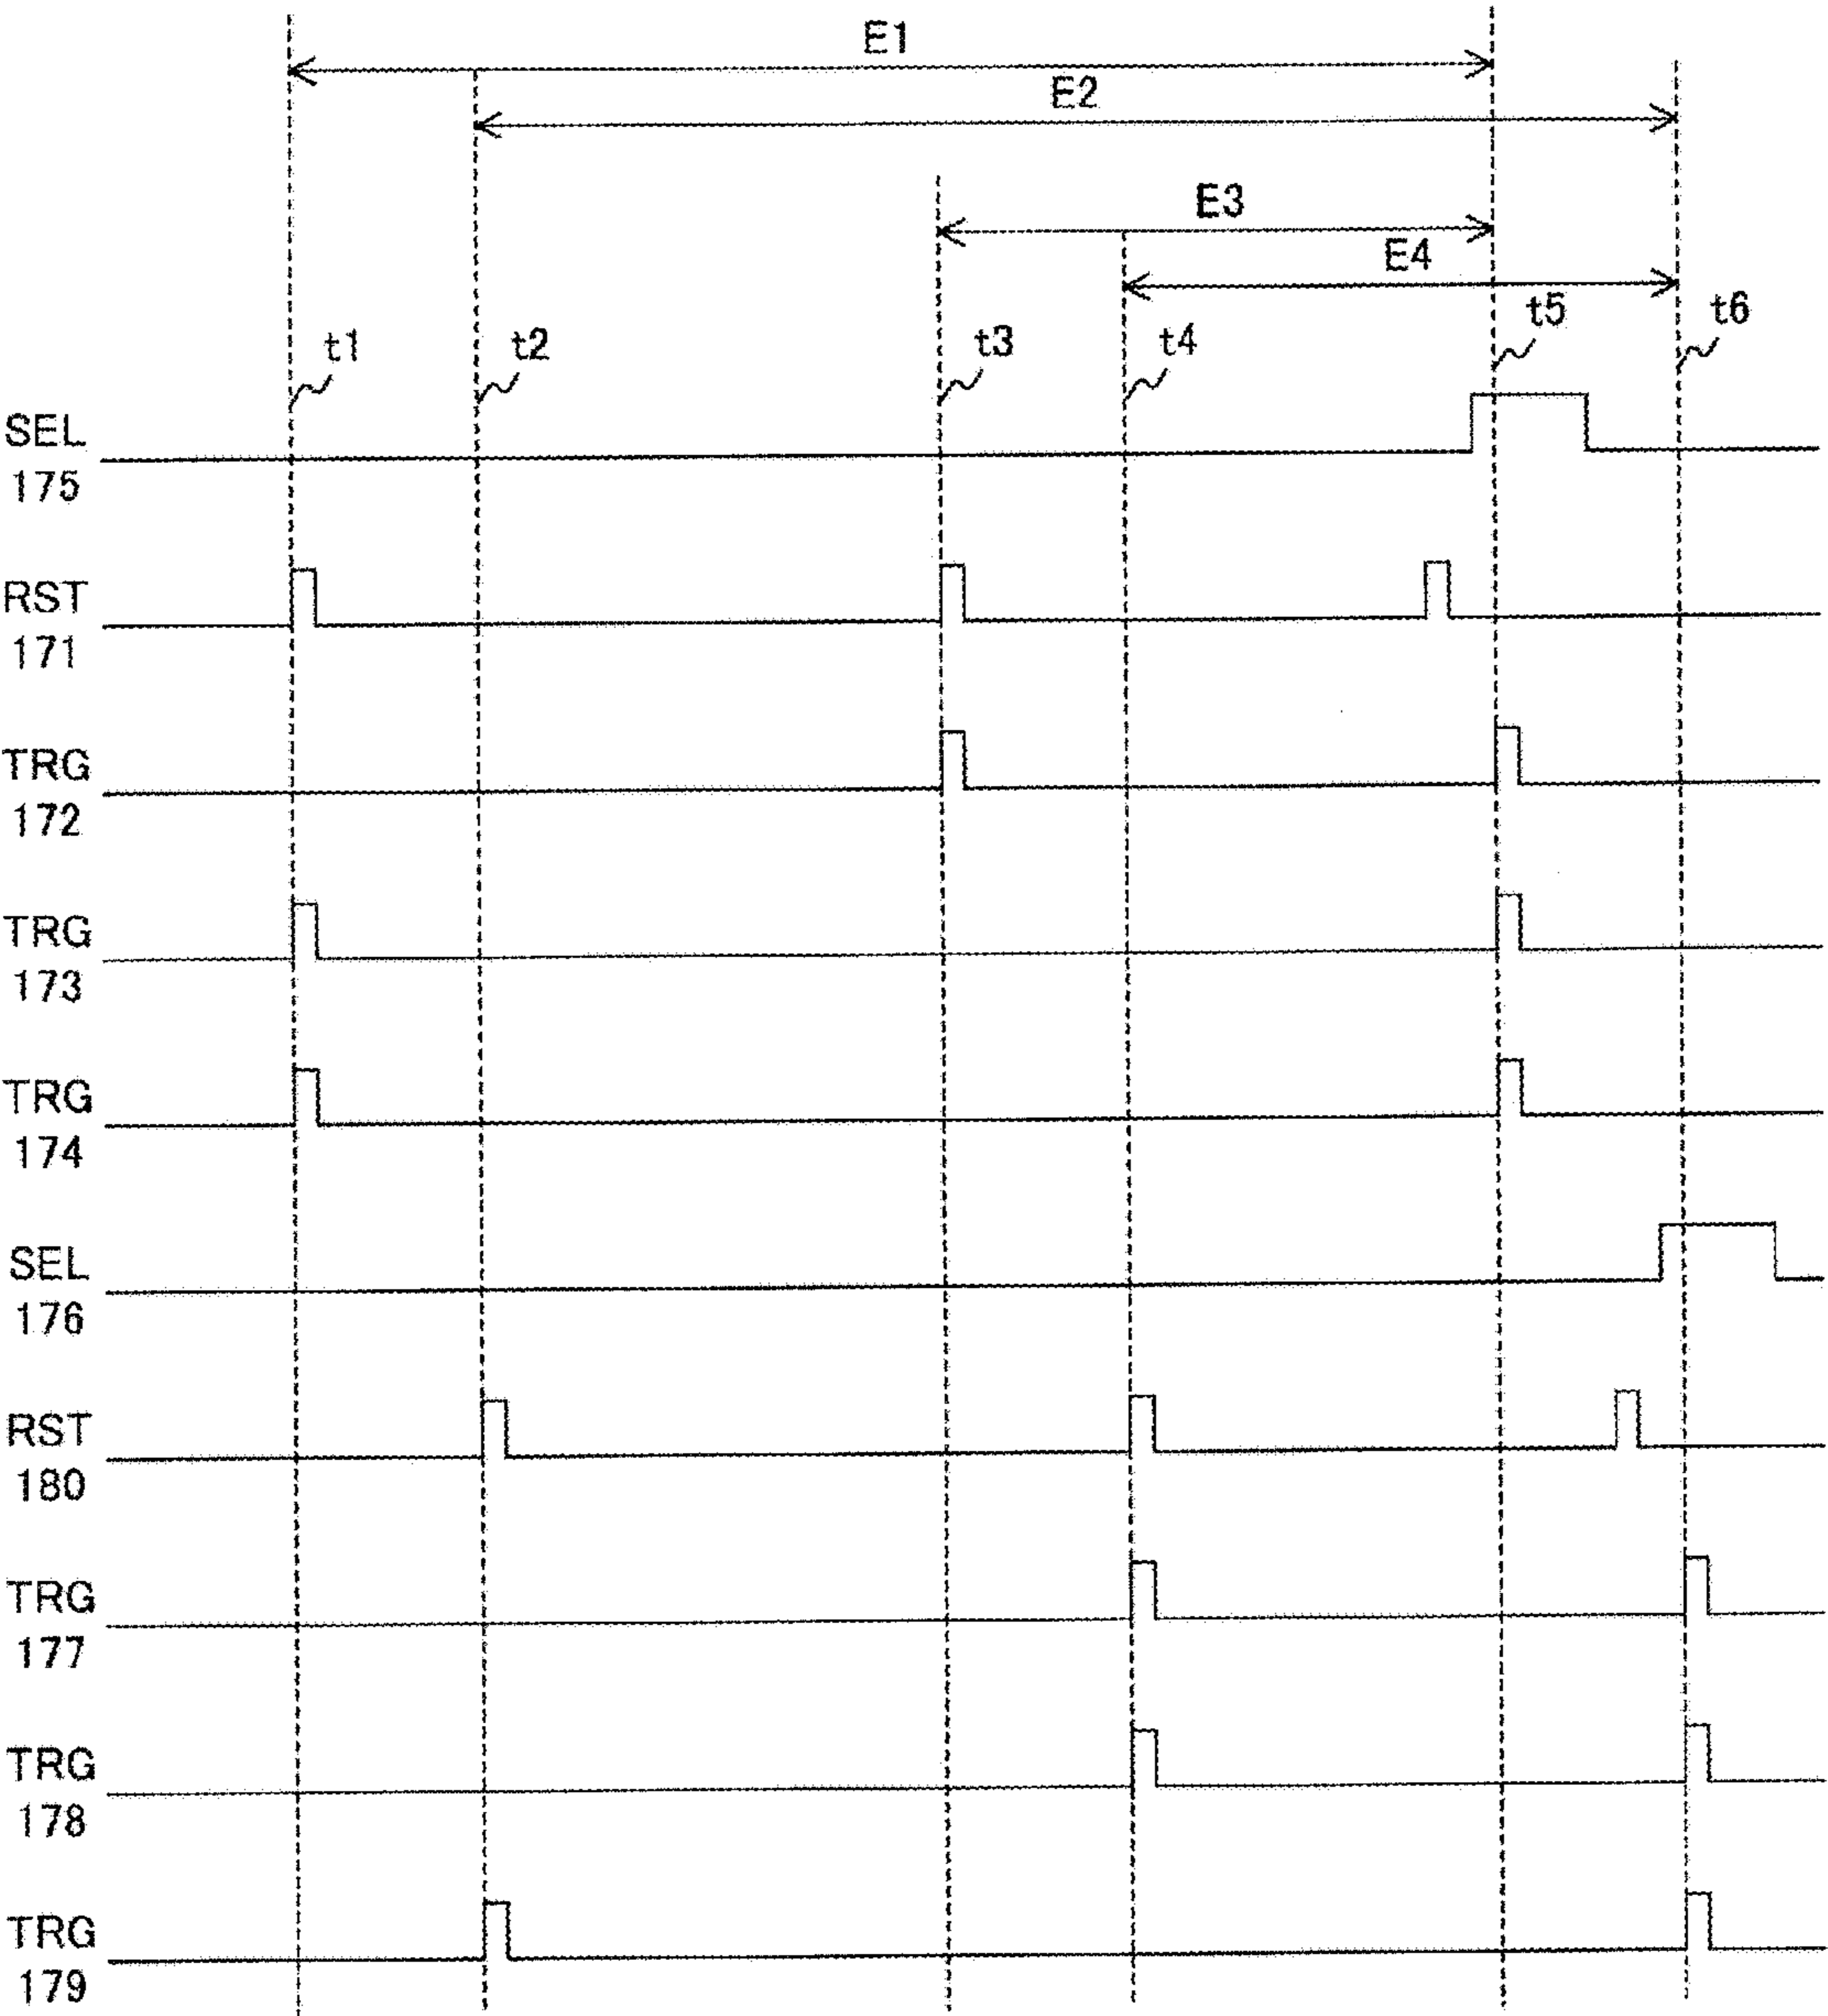 E1
E2
E3
E4
t1
t2
t3
t4
t5
t6
SEL
175
RST
171
TRG
172
TRG
173
TRG
174
SEL
176
RST
180
TRG
177
TRG
178
TRG
179